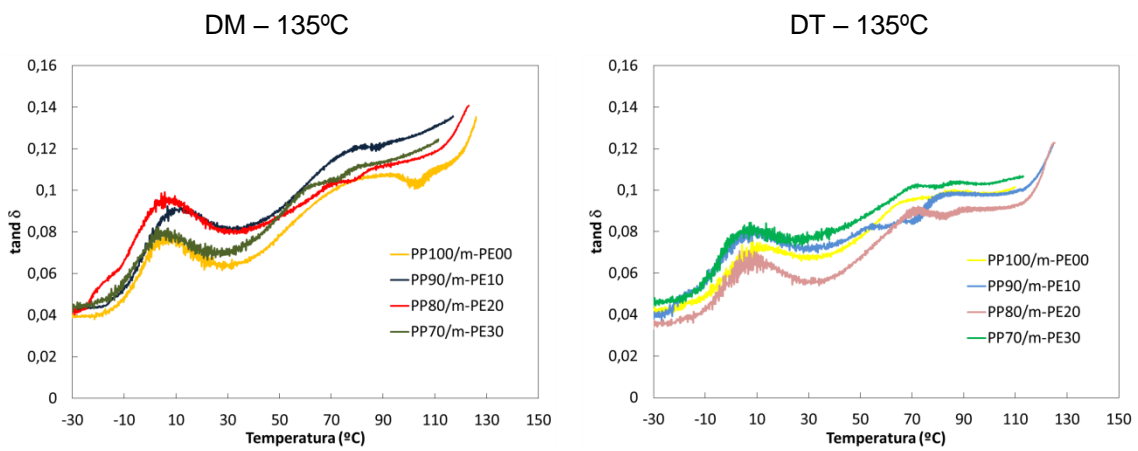 DM – 135ºC
tand δ
0,16
0,14
0,12
0,1
0,08
0,06
0,04
0,02
0
-30 -10 10 30 50 70 90 110 130 150
Temperatura (ºC)
PP100/m-PE00
PP90/m-PE10
PP80/m-PE20
PP70/m-PE30
DT – 135ºC
tand δ
0,16
0,14
0,12
0,1
0,08
0,06
0,04
0,02
0
-30 -10 10 30 50 70 90 110 130 150
Temperatura (ºC)
PP100/m-PE00
PP90/m-PE10
PP80/m-PE20
PP70/m-PE30